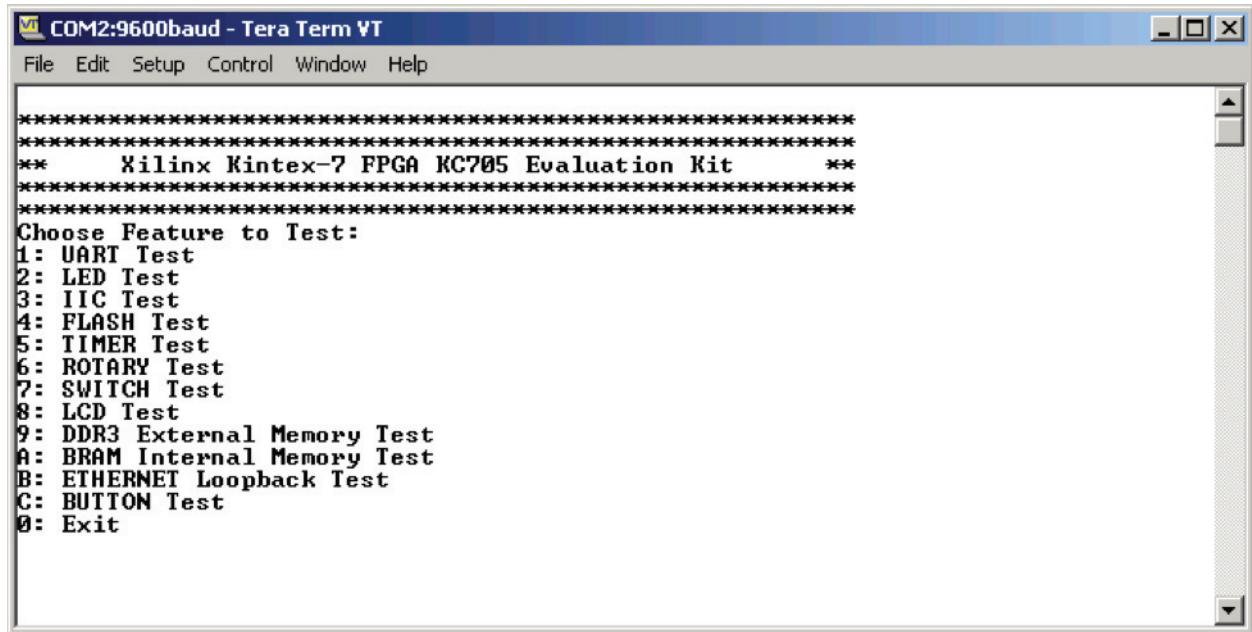 COM2:9600baud - Tera Term VT
File Edit Setup Control Window Help
*********************************************************
*********************************************************
** Xilinx Kintex-7 FPGA KC705 Evaluation Kit **
*********************************************************
*********************************************************
Choose Feature to Test:
1: UART Test
2: LED Test
3: IIC Test
4: FLASH Test
5: TIMER Test
6: ROTARY Test
7: SWITCH Test
8: LCD Test
9: DDR3 External Memory Test
A: BRAM Internal Memory Test
B: ETHERNET Loopback Test
C: BUTTON Test
0: Exit